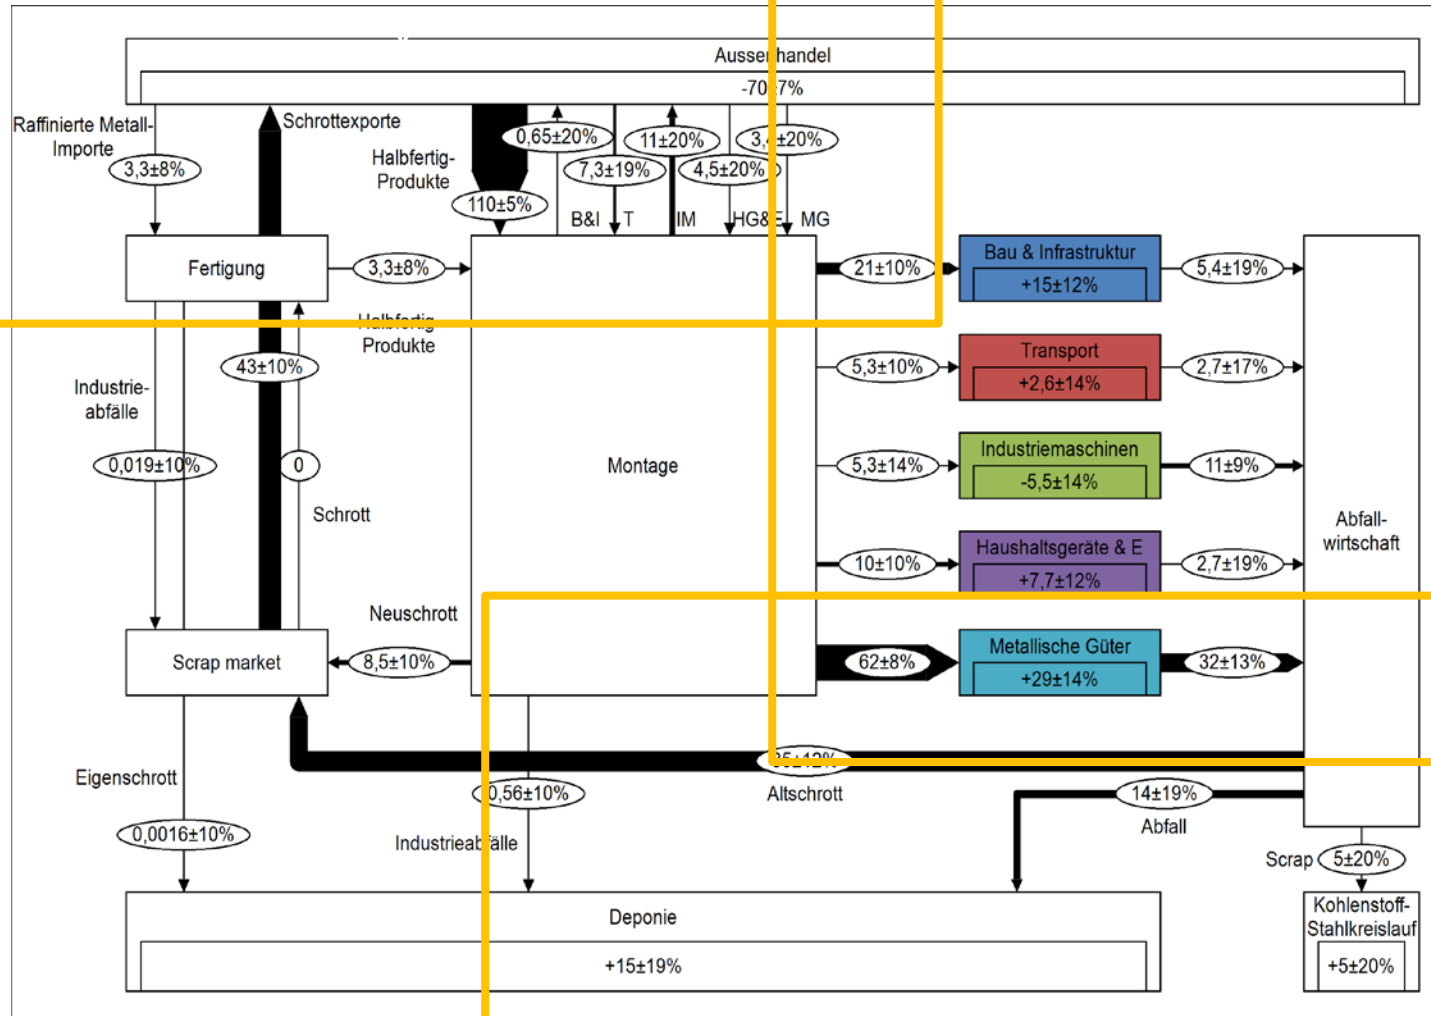 Aussenhandel
-70±7%
Raffinierte Metall-
Importe
3,3±8%
Schrottexporte
Halbfertig-
Produkte
110±5%
0,65±20%
7,3±19%
11±20%
4,5±20%
3,4±20%
B&I
T
IM
HG&E
MG
Fertigung
3,3±8%
Halbfertig-
Produkte
21±10%
Bau & Infrastruktur
+15±12%
5,4±19%
43±10%
5,3±10%
Transport
+2,6±14%
2,7±17%
Industrie-
abfälle
0,019±10%
0
Schrott
Montage
5,3±14%
Industriemaschinen
-5,5±14%
11±9%
Abfall-
wirtschaft
10±10%
Haushaltsgeräte & E
+7,7±12%
2,7±19%
Neuschrott
Scrap market
8,5±10%
62±8%
Metallische Güter
+29±14%
32±13%
Eigenschrott
0,0016±10%
0,56±10%
Industrieabfälle
Altschrott
14±19%
Abfall
Scrap
5±20%
Deponie
+15±19%
Kohlenstoff-
Stahlkreislauf
+5±20%